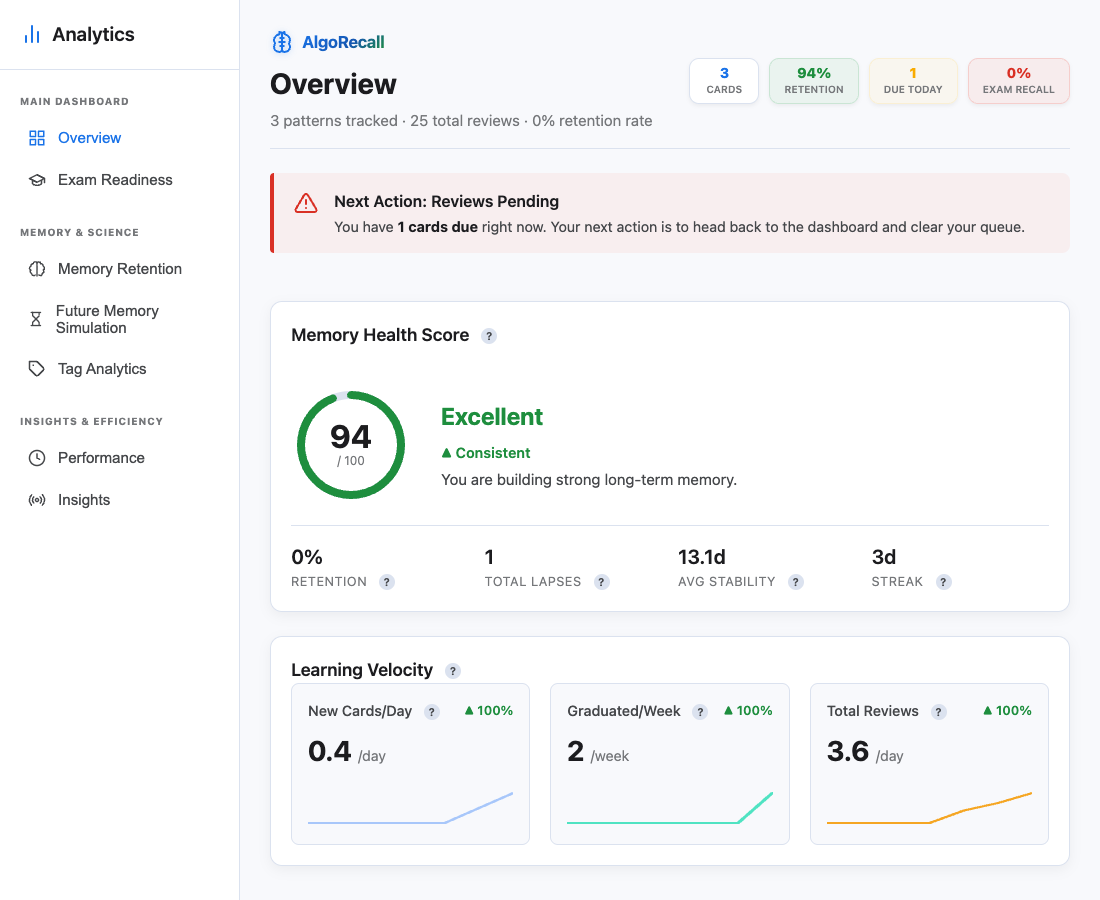 Analytics
MAIN DASHBOARD
Overview
Exam Readiness
MEMORY & SCIENCE
Memory Retention
Future Memory
Simulation
Tag Analytics
INSIGHTS & EFFICIENCY
Performance
Insights
AlgoRecall
Overview
3 patterns tracked · 25 total reviews · 0% retention rate
3
CARDS
94%
RETENTION
1
DUE TODAY
0%
EXAM RECALL
Next Action: Reviews Pending
You have 1 cards due right now. Your next action is to head back to the dashboard and clear your queue.
Memory Health Score ?
94
/ 100
Excellent
▲ Consistent
You are building strong long-term memory.
0%
RETENTION ?
1
TOTAL LAPSES ?
13.1d
AVG STABILITY ?
3d
STREAK ?
Learning Velocity ?
New Cards/Day ? ▲ 100%
0.4 /day
Graduated/Week ? ▲ 100%
2 /week
Total Reviews ? ▲ 100%
3.6 /day